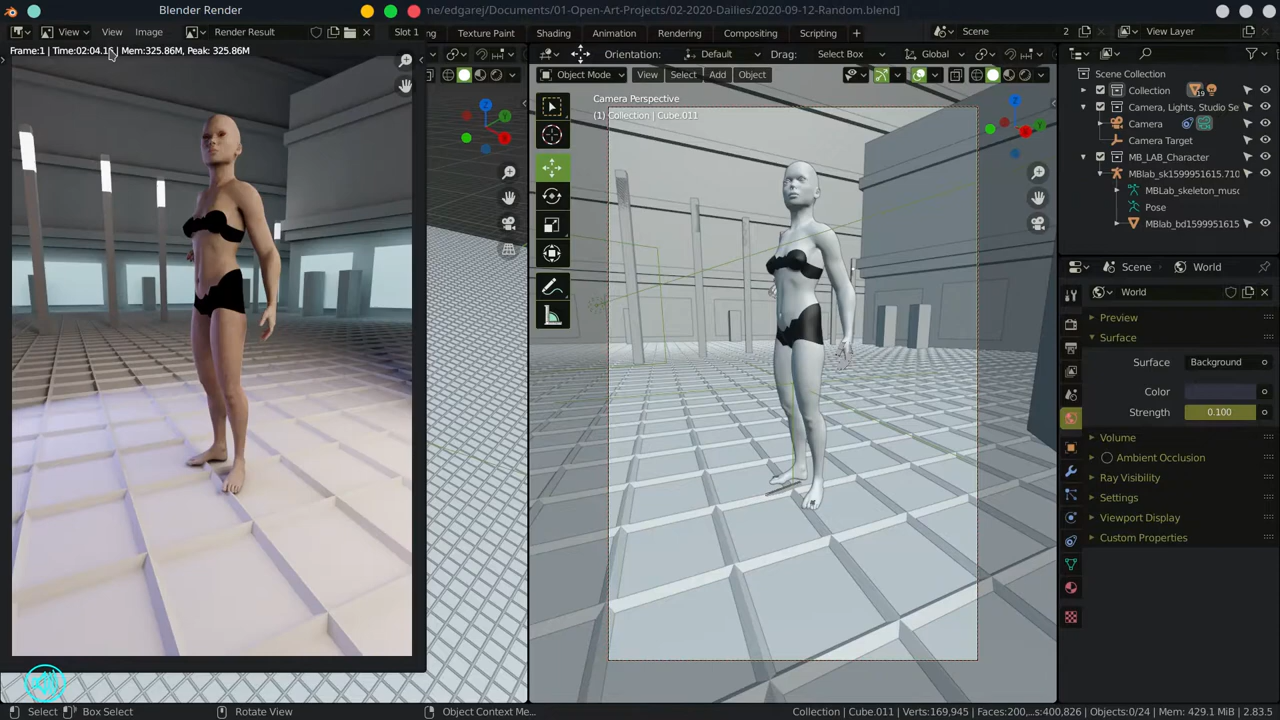 Blender Render
me/edgarej/Documents/01-Open-Art-Projects/02-2020-Dailies/2020-09-12-Random.blend]
View View Image Render Result Slot 1
Texture Paint Shading Animation Rendering Compositing Scripting + Scene 2 View Layer
Frame:1 | Time:02:04.16 | Mem:325.86M, Peak: 325.86M
Orientation: Default Drag: Select Box Global
Object Mode View Select Add Object
Camera Perspective
(1) Collection | Cube.011
Scene Collection
Collection
Camera, Lights, Studio Se
Camera
Camera Target
MB_LAB_Character
MBlab_sk1599951615.710
MBLab_skeleton_musc
Pose
MBlab_bd1599951615
Scene World
World
Preview
Surface
Surface Background
Color
Strength 0.100
Volume
Ambient Occlusion
Ray Visibility
Settings
Viewport Display
Custom Properties
Select Box Select Rotate View Object Context Me...
Collection | Cube.011 | Verts:169,945 | Faces:200,...s:400,826 | Objects:0/24 | Mem: 429.1 MiB | 2.83.5